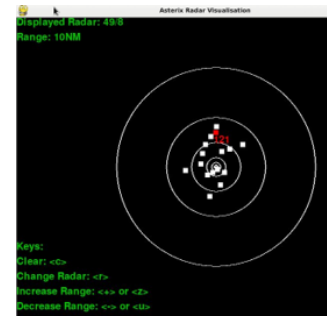 Asterix Radar Visualisation
Displayed Radar: 49/8
Range: 10NM
121
Keys:
Clear: <c>
Change Radar: <r>
Increase Range: <+> or <z>
Decrease Range: <-> or <u>